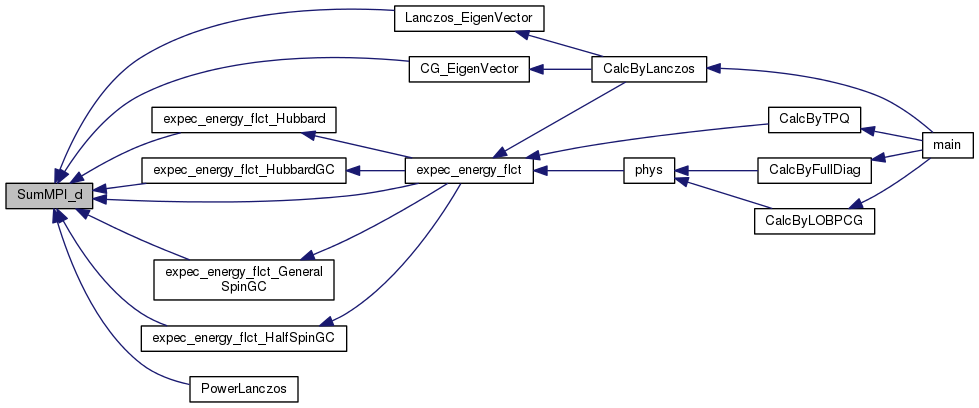 Lanczos_EigenVector
CG_EigenVector
CalcByLanczos
expec_energy_flct_Hubbard
CalcByTPQ
main
expec_energy_flct_HubbardGC
expec_energy_flct
phys
CalcByFullDiag
SumMPI_d
CalcByLOBPCG
expec_energy_flct_General
SpinGC
expec_energy_flct_HalfSpinGC
PowerLanczos